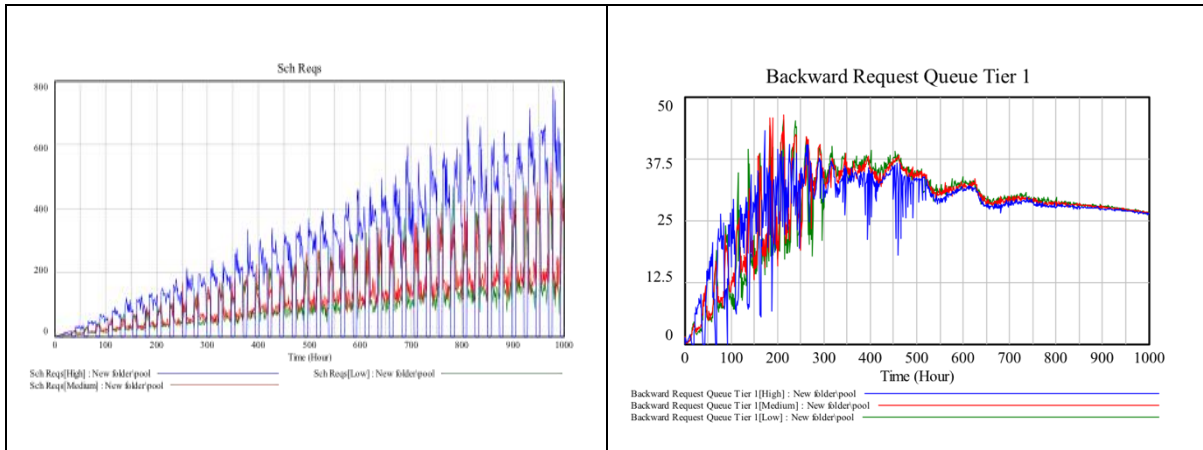 Sch Reqs
800
600
400
200
0
0 100 200 300 400 500 600 700 800 900 1000
Time (Hour)
Sch Reqs[High] : New folder\pool
Sch Reqs[Low] : New folder\pool
Sch Reqs[Medium] : New folder\pool
Backward Request Queue Tier 1
50
37.5
25
12.5
0
0 100 200 300 400 500 600 700 800 900 1000
Time (Hour)
Backward Request Queue Tier 1[High] : New folder\pool
Backward Request Queue Tier 1[Medium] : New folder\pool
Backward Request Queue Tier 1[Low] : New folder\pool